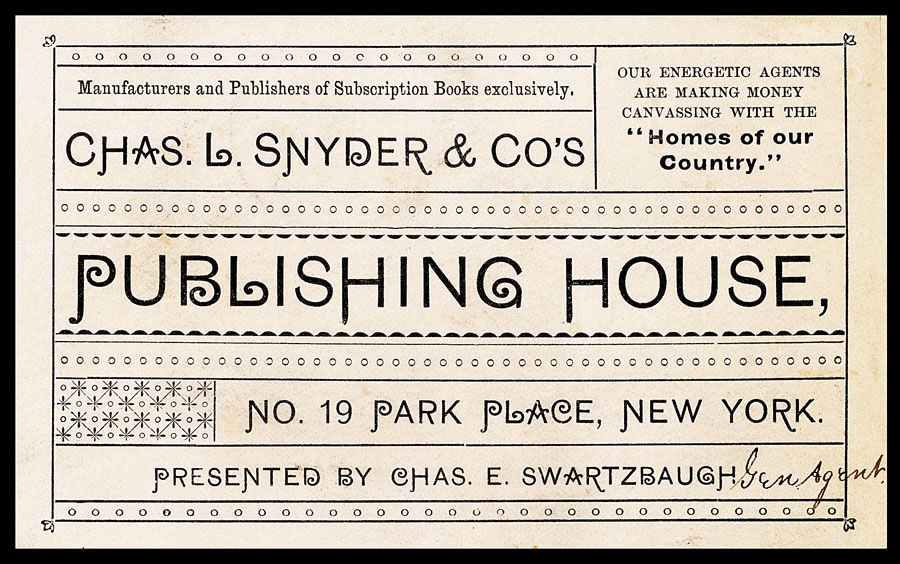 Manufacturers and Publishers of Subscription Books exclusively.
CHAS. L. SNYDER & CO'S
OUR ENERGETIC AGENTS
ARE MAKING MONEY
CANVASSING WITH THE
"Homes of our
Country."
PUBLISHING HOUSE,
NO. 19 PARK PLACE, NEW YORK.
PRESENTED BY CHAS. E. SWARTZBAUGH Gen. Agent.